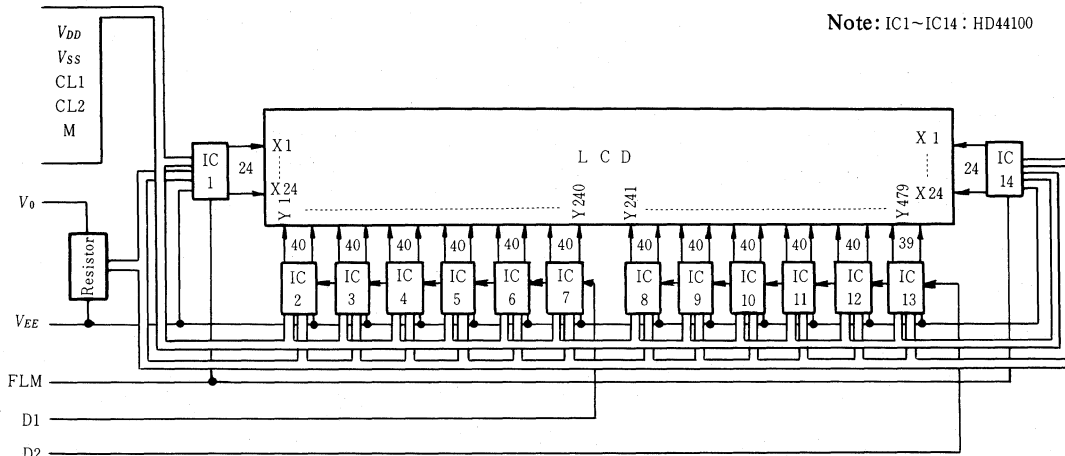 Note: IC1~IC14: HD44100
VDD
VSS
CL1
CL2
M
IC 1
24
X1
X24
L C D
X 1
X24
24
IC 14
V0
Resistor
VEE
FLM
D1
D2
Y 1
Y 240
Y 241
Y 479
40 40 40 40 40 40 40 40 40 40 40 39
IC 2
IC 3
IC 4
IC 5
IC 6
IC 7
IC 8
IC 9
IC 10
IC 11
IC 12
IC 13